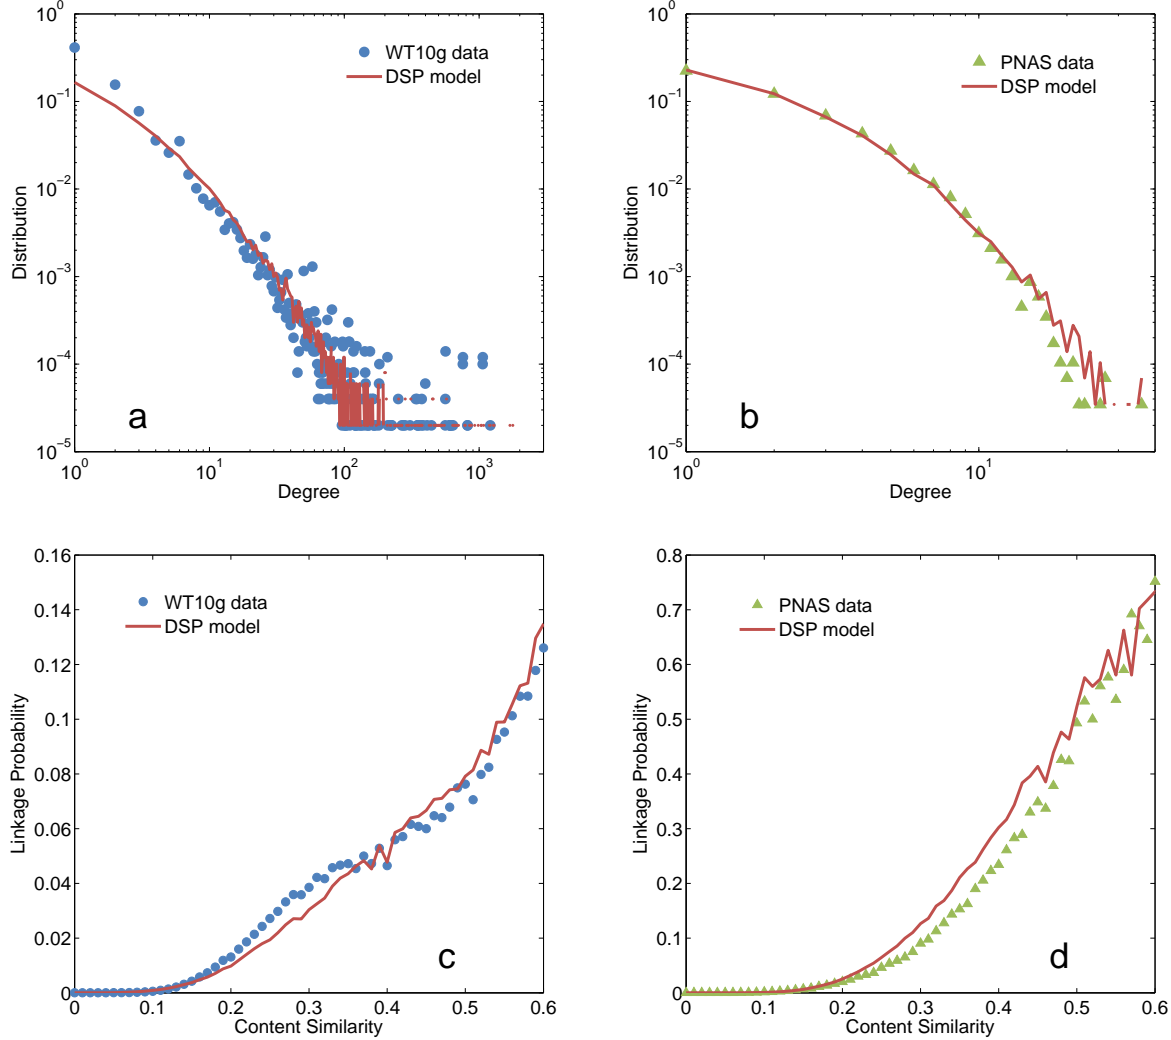 10^0
10^-1
10^-2
10^-3
10^-4
10^-5
10^0 10^1 10^2 10^3
Degree
Distribution
WT10g data
DSP model
a
10^0
10^-1
10^-2
10^-3
10^-4
10^-5
10^0 10^1
Degree
Distribution
PNAS data
DSP model
b
0.16
0.14
0.12
0.1
0.08
0.06
0.04
0.02
0
0 0.1 0.2 0.3 0.4 0.5 0.6
Content Similarity
Linkage Probability
WT10g data
DSP model
c
0.8
0.7
0.6
0.5
0.4
0.3
0.2
0.1
0
0 0.1 0.2 0.3 0.4 0.5 0.6
Content Similarity
Linkage Probability
PNAS data
DSP model
d